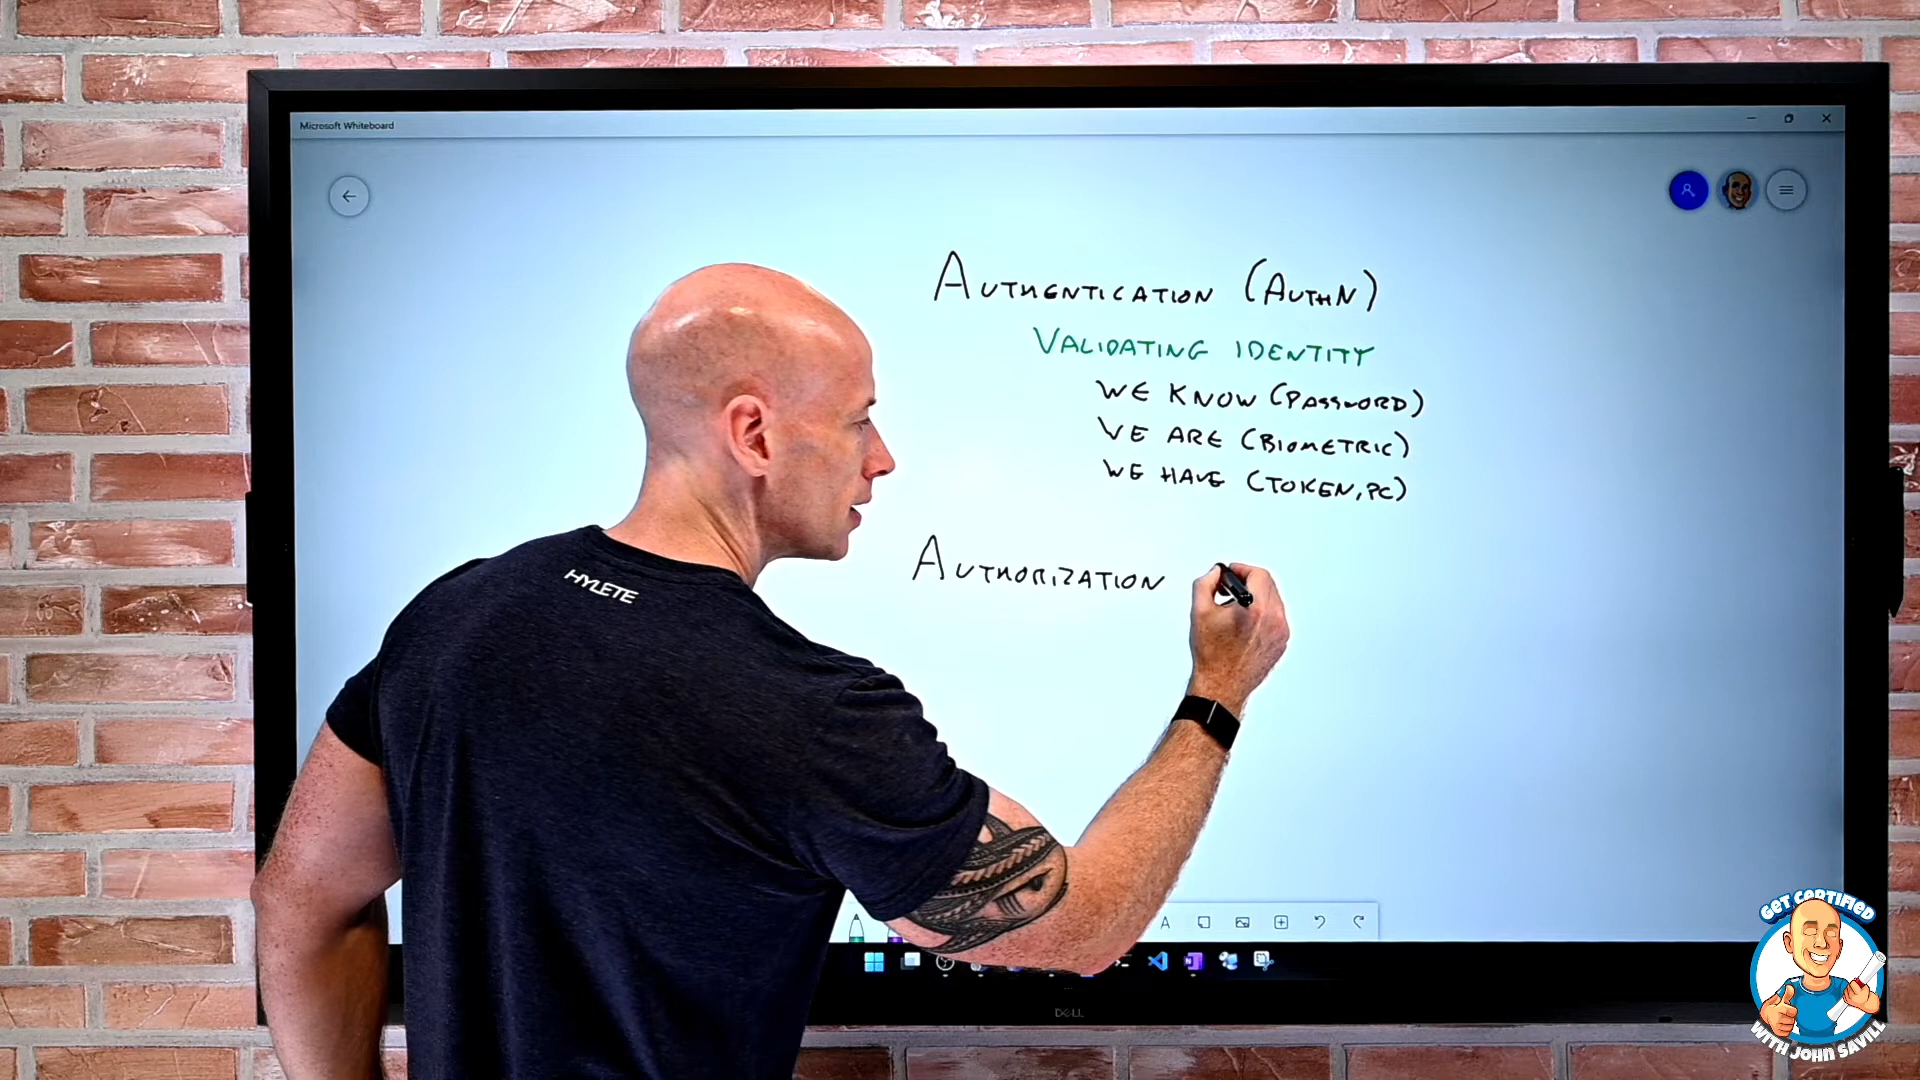 Microsoft Whiteboard
AUTHENTICATION (AUTHN)
VALIDATING IDENTITY
WE KNOW (PASSWORD)
WE ARE (BIOMETRIC)
WE HAVE (TOKEN, PC)
AUTHORIZATION
HYLETE
DELL
GET CERTIFIED
WITH JOHN SAVILL